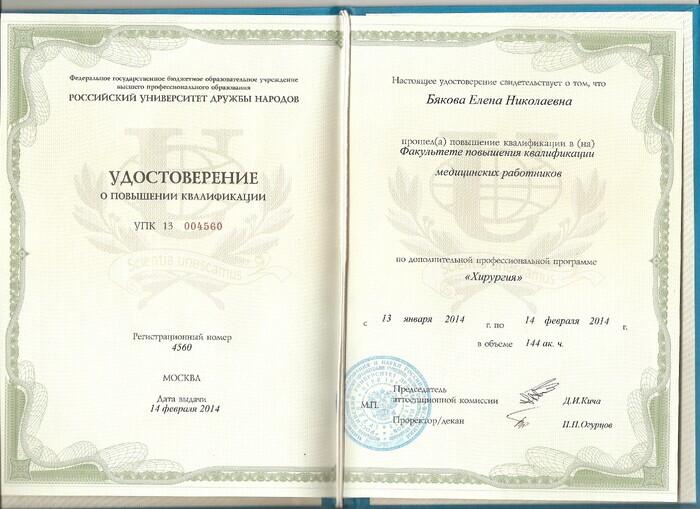 Федеральное государственное бюджетное образовательное учреждение
высшего профессионального образования
РОССИЙСКИЙ УНИВЕРСИТЕТ ДРУЖБЫ НАРОДОВ
УДОСТОВЕРЕНИЕ
О ПОВЫШЕНИИ КВАЛИФИКАЦИИ
УПК 13 004560
Scientia unescamus
Регистрационный номер
4560
МОСКВА
Дата выдачи
14 февраля 2014
Настоящее удостоверение свидетельствует о том, что
Бякова Елена Николаевна
прошел(а) повышение квалификации в (на)
Факультете повышения квалификации
медицинских работников
по дополнительной профессиональной программе
«Хирургия»
с 13 января 2014 г. по 14 февраля 2014 г.
в объеме 144 ак. ч.
Председатель
аттестационной комиссии Д.И.Кича
М.П.
Проректор/декан П.П.Огурцов